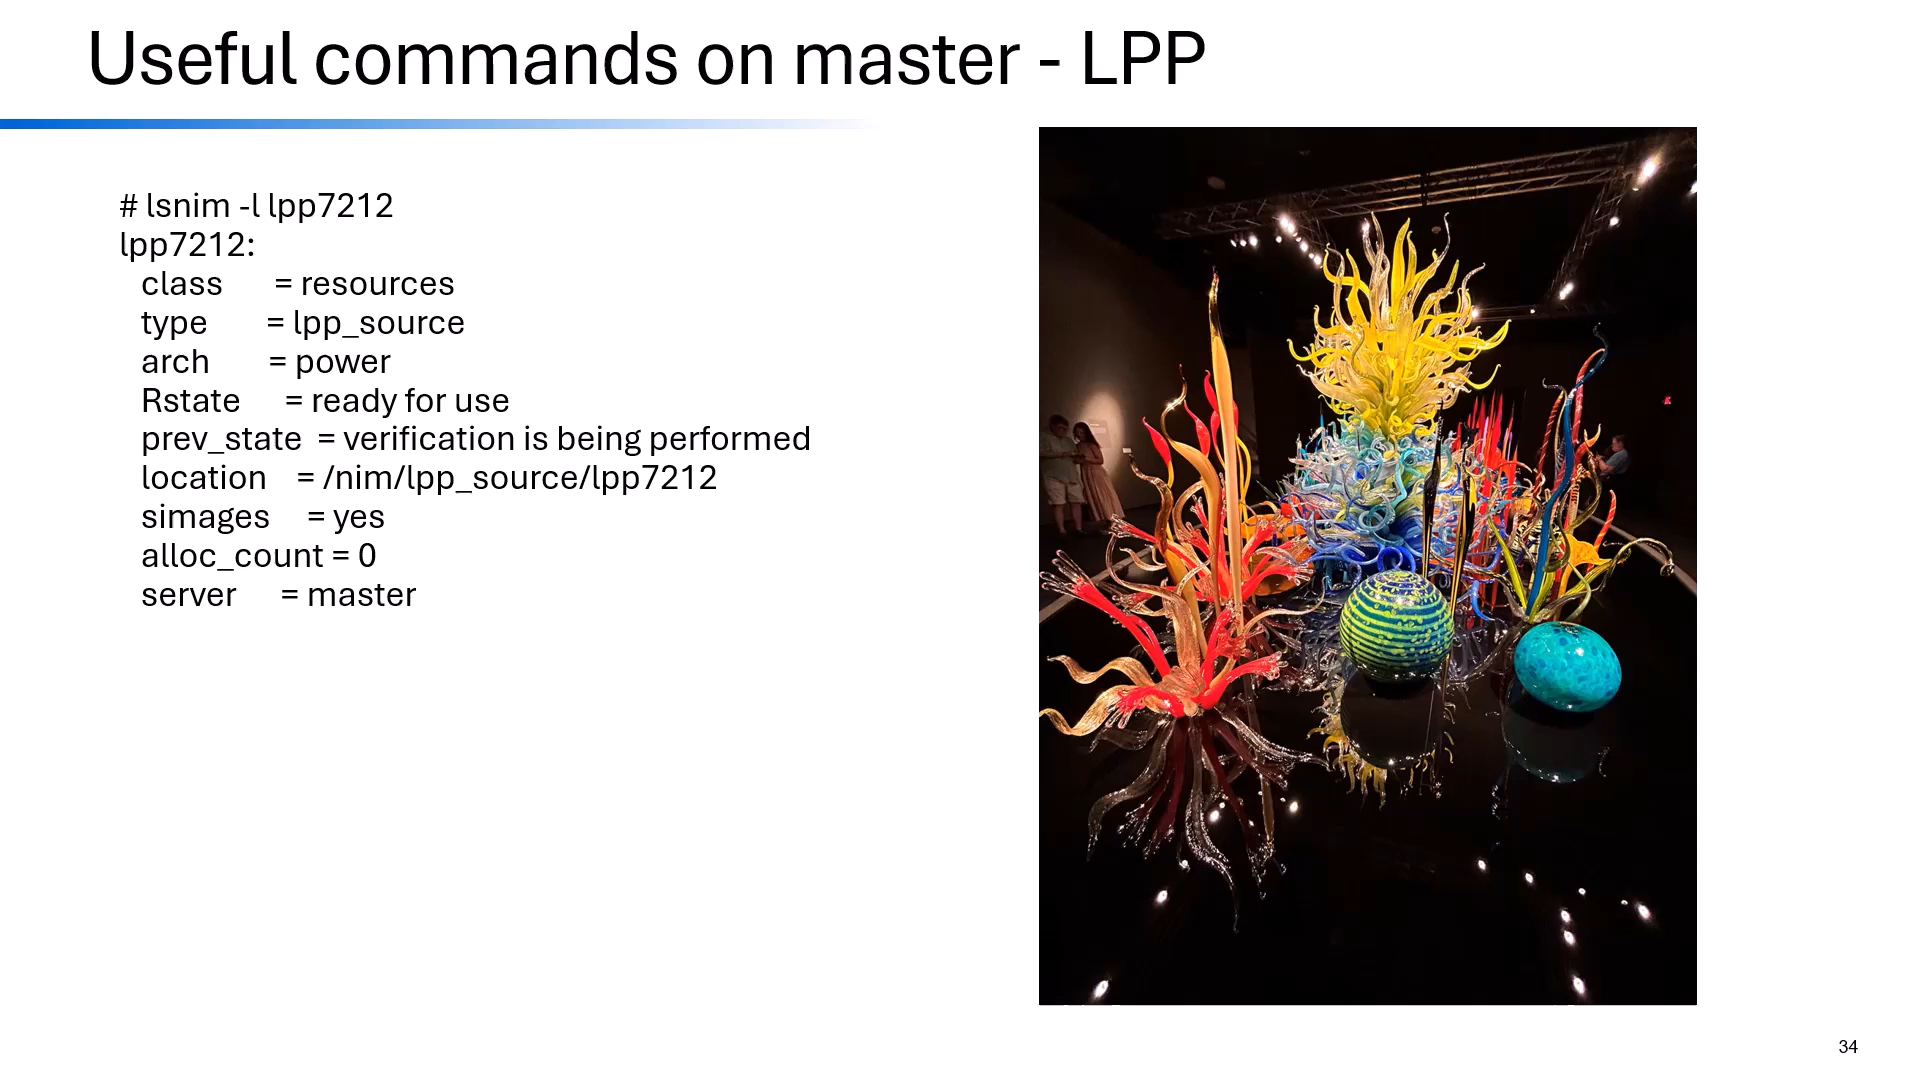 Useful commands on master - LPP
# lsnim -l lpp7212
lpp7212:
class = resources
type = lpp_source
arch = power
Rstate = ready for use
prev_state = verification is being performed
location = /nim/lpp_source/lpp7212
simages = yes
alloc_count = 0
server = master
34